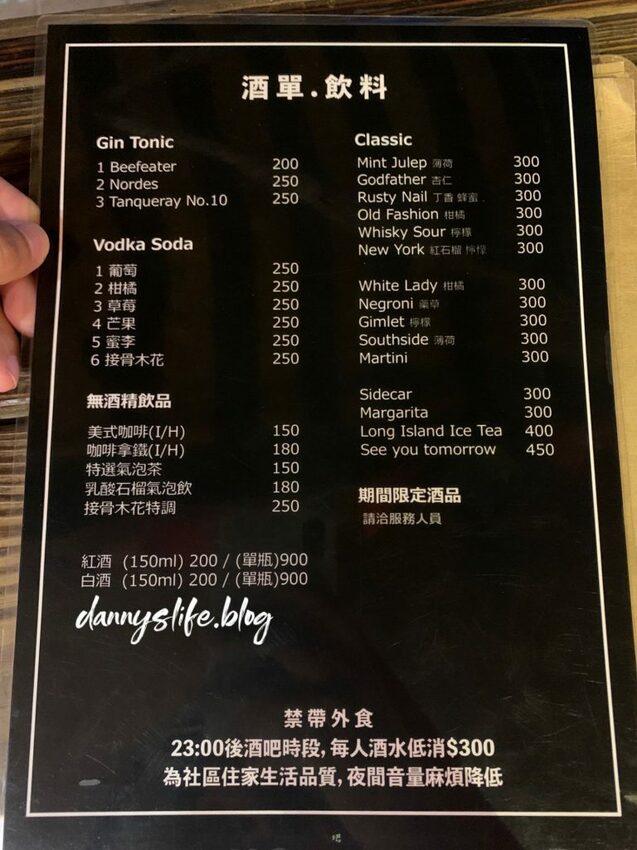 酒單.飲料
Gin Tonic
1 Beefeater 200
2 Nordes 250
3 Tanqueray No.10 250
Vodka Soda
1 葡萄 250
2 柑橘 250
3 草莓 250
4 芒果 250
5 蜜李 250
6 接骨木花 250
無酒精飲品
美式咖啡(I/H) 150
咖啡拿鐵(I/H) 180
特選氣泡茶 150
乳酸石榴氣泡飲 180
接骨木花特調 250
紅酒 (150ml) 200 / (單瓶)900
白酒 (150ml) 200 / (單瓶)900
Classic
Mint Julep 薄荷 300
Godfather 杏仁 300
Rusty Nail 丁香 蜂蜜 300
Old Fashion 柑橘 300
Whisky Sour 檸檬 300
New York 紅石榴 檸檬 300
White Lady 柑橘 300
Negroni 藥草 300
Gimlet 檸檬 300
Southside 薄荷 300
Martini 300
Sidecar 300
Margarita 300
Long Island Ice Tea 400
See you tomorrow 450
期間限定酒品
請洽服務人員
dannyslife.blog
禁帶外食
23:00後酒吧時段, 每人酒水低消$300
為社區住家生活品質, 夜間音量麻煩降低
吧